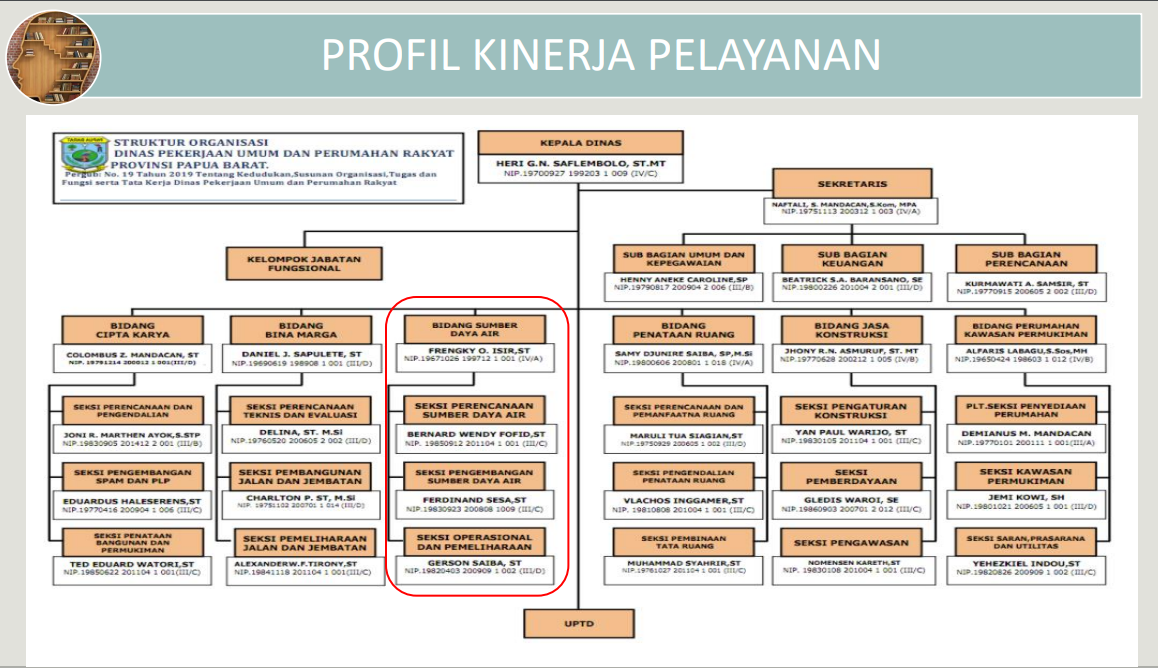 PROFIL KINERJA PELAYANAN
STRUKTUR ORGANISASI
DINAS PEKERJAAN UMUM DAN PERUMAHAN RAKYAT
PROVINSI PAPUA BARAT.
Pergub: No. 19 Tahun 2019 Tentang Kedudukan,Susunan Organisasi,Tugas dan
Fungsi serta Tata Kerja Dinas Pekerjaan Umum dan Perumahan Rakyat
KEPALA DINAS
HERI G.N. SAFLEMBOLO, ST.MT
NIP.19700927 199203 1 009 (IV/C)
SEKRETARIS
NAFTALI, S. MANDACAN,S.Kom, MPA
NIP.19751113 200312 1 003 (IV/A)
KELOMPOK JABATAN
FUNGSIONAL
SUB BAGIAN UMUM DAN
KEPEGAWAIAN
HENNY ANEKE CAROLINE,SP
NIP.19790817 200904 2 006 (III/B)
SUB BAGIAN
KEUANGAN
BEATRICK S.A. BARANSANO, SE
NIP.19800226 201004 2 001 (III/D)
SUB BAGIAN
PERENCANAAN
KURMAWATI A. SAMSIR, ST
NIP.19770915 200605 2 002 (III/D)
BIDANG
CIPTA KARYA
COLOMBUS Z. MANDACAN, ST
NIP. 19791214 200012 1 001(III/D)
SEKSI PERENCANAAN DAN
PENGENDALIAN
JONI R. MARTHEN AYOK,S.STP
NIP.19830905 201412 2 001 (III/B)
SEKSI PENGEMBANGAN
SPAM DAN PLP
EDUARDUS HALESERENS,ST
NIP.19770416 200904 1 006 (III/C)
SEKSI PENATAAN
BANGUNAN DAN
PERMUKIMAN
TED EDUARD WATORI,ST
NIP.19850622 201104 1 001(III/C)
BIDANG
BINA MARGA
DANIEL J. SAPULETE, ST
NIP.19690619 198908 1 001 (III/D)
SEKSI PERENCANAAN
TEKNIS DAN EVALUASI
DELINA, ST. M.Si
NIP.19760520 200605 2 002 (III/D)
SEKSI PEMBANGUNAN
JALAN DAN JEMBATAN
CHARLTON P. ST, M.Si
NIP. 19751102 200701 1 014 (III/D)
SEKSI PEMELIHARAAN
JALAN DAN JEMBATAN
ALEXANDERW.F.TIRONY,ST
NIP.19841118 201104 1 001(III/C)
BIDANG SUMBER
DAYA AIR
FRENGKY O. ISIR,ST
NIP.19671026 199712 1 001 (IV/A)
SEKSI PERENCANAAN
SUMBER DAYA AIR
BERNARD WENDY FOFID,ST
NIP. 19850912 201104 1 001 (III/C)
SEKSI PENGEMBANGAN
SUMBER DAYA AIR
FERDINAND SESA,ST
NIP.19830923 200808 1009 (III/C)
SEKSI OPERASIONAL
DAN PEMELIHARAAN
GERSON SAIBA, ST
NIP.19820403 200909 1 002 (III/D)
BIDANG
PENATAAN RUANG
SAMY DJUNIRE SAIBA, SP,M.Si
NIP.19800606 200801 1 018 (IV/A)
SEKSI PERENCANAAN DAN
PEMANFAATNA RUANG
MARULI TUA SIAGIAN,ST
NIP.19750929 200605 1 002 (III/D)
SEKSI PENGENDALIAN
PENATAAN RUANG
VLACHOS INGGAMER,ST
NIP. 19810808 201004 1 001 (III/C)
SEKSI PEMBINAAN
TATA RUANG
MUHAMMAD SYAHRIR,ST
NIP.19761027 201104 1 001 (III/C)
BIDANG JASA
KONSTRUKSI
JHONY R.N. ASMURUF, ST. MT
NIP.19770628 200212 1 005 (IV/B)
SEKSI PENGATURAN
KONSTRUKSI
YAN PAUL WARIJO, ST
NIP.19830105 201104 1 001 (III/C)
SEKSI
PEMBERDAYAAN
GLEDIS WAROI, SE
NIP.19860903 200701 2 012 (III/C)
SEKSI PENGAWASAN
NOMENSEN KARETH,ST
NIP. 19830108 201004 1 001 (III/C)
BIDANG PERUMAHAN
KAWASAN PERMUKIMAN
ALFARIS LABAGU,S.Sos,MH
NIP.19650424 198603 1 012 (IV/B)
PLT.SEKSI PENYEDIAAN
PERUMAHAN
DEMIANUS M. MANDACAN
NIP.19770101 200111 1 001(III/A)
SEKSI KAWASAN
PERMUKIMAN
JEMI KOWI, SH
NIP.19801021 200605 1 001 (III/D)
SEKSI SARAN,PRASARANA
DAN UTILITAS
YEHEZKIEL INDOU,ST
NIP.19820826 200909 1 002 (III/C)
UPTD